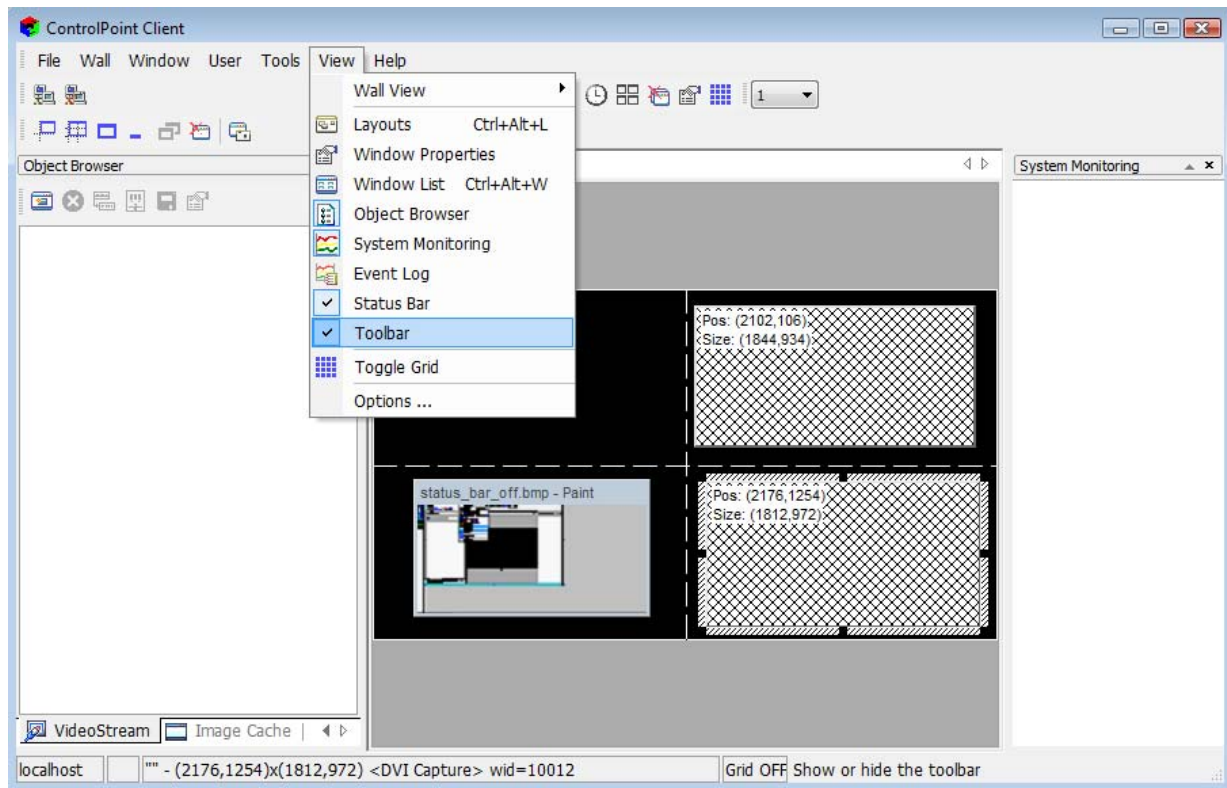 ControlPoint Client
File Wall Window User Tools View Help
1
Wall View
Layouts Ctrl+Alt+L
Window Properties
Window List Ctrl+Alt+W
Object Browser
System Monitoring
Event Log
Status Bar
Toolbar
Toggle Grid
Options ...
Object Browser
System Monitoring
Pos: (2102,106)
Size: (1844,934)
status_bar_off.bmp - Paint
Pos: (2176,1254)
Size: (1812,972)
VideoStream Image Cache
localhost "" - (2176,1254)x(1812,972) <DVI Capture> wid=10012 Grid OFF Show or hide the toolbar